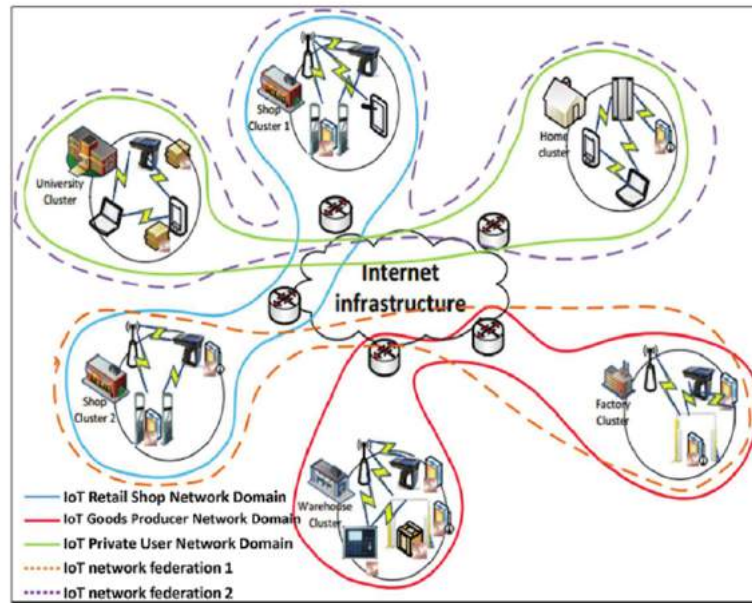 Shop
Cluster 1
Home
cluster
University
Cluster
Internet
infrastructure
Shop
Cluster 2
Factory
Cluster
Warehouse
Cluster
IoT Retail Shop Network Domain
IoT Goods Producer Network Domain
IoT Private User Network Domain
IoT network federation 1
IoT network federation 2